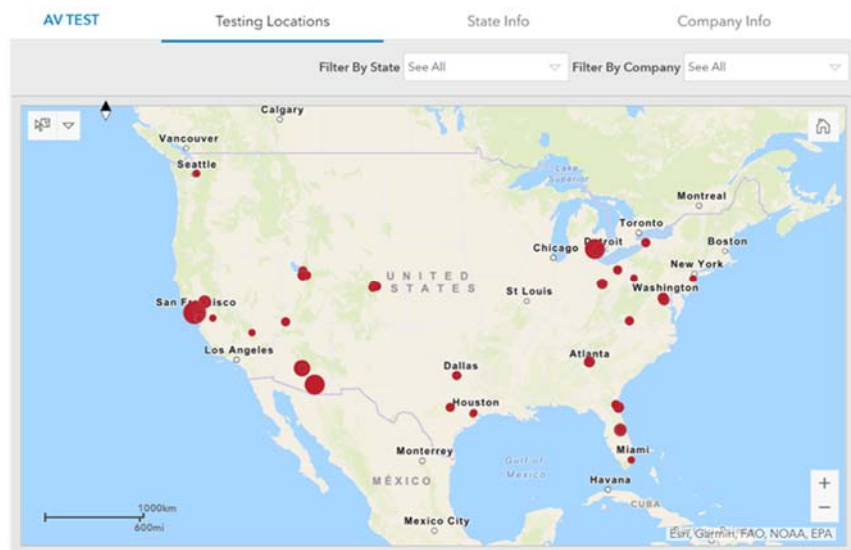 AV TEST
Testing Locations
State Info
Company Info
Filter By State See All
Filter By Company See All
Calgary
Vancouver
Seattle
Lake
Superior
Montreal
Toronto
Detroit
Chicago
Boston
New York
UNITED
STATES
St Louis
Washington
San Francisco
Los Angeles
Atlanta
Dallas
Houston
Miami
Monterrey
Gulf of
Mexico
MÉXICO
Havana
CUBA
Mexico City
1000km
600mi
Esri, Garmin, FAO, NOAA, EPA